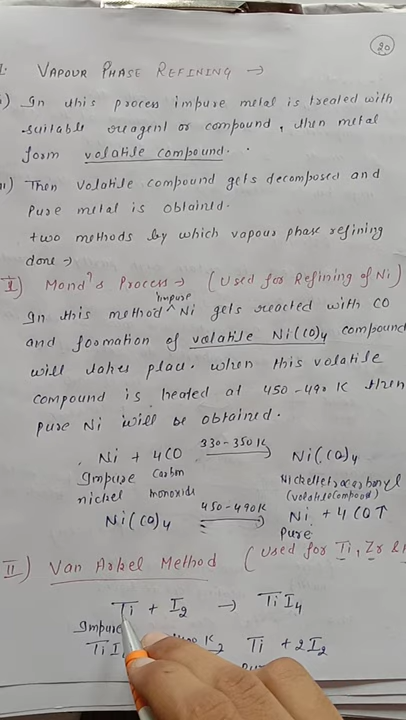 20
VAPOUR PHASE REFINING →
i) In this process impure metal is treated with
suitable reagent or compound, then metal
form volatile compound.
ii) Then volatile compound gets decomposed and
Pure metal is obtained.
two methods by which vapour phase refining
done →
I) Mond's Process → (Used for Refining of Ni)
In this method impure Ni gets reacted with CO
and formation of volatile Ni(CO)4 compound
will takes place. when this volatile
compound is heated at 450-490 K then
pure Ni will be obtained.
Ni + 4CO 330-350K → Ni(CO)4
Impure Carbon Nickeltetracarbonyl
nickel monoxide (volatile compound)
Ni(CO)4 450-490K → Ni + 4CO↑
Pure
II) Van Arkel Method (Used for Ti, Zr &
Ti + I2 → TiI4
Impure
Ti K Ti + 2I2